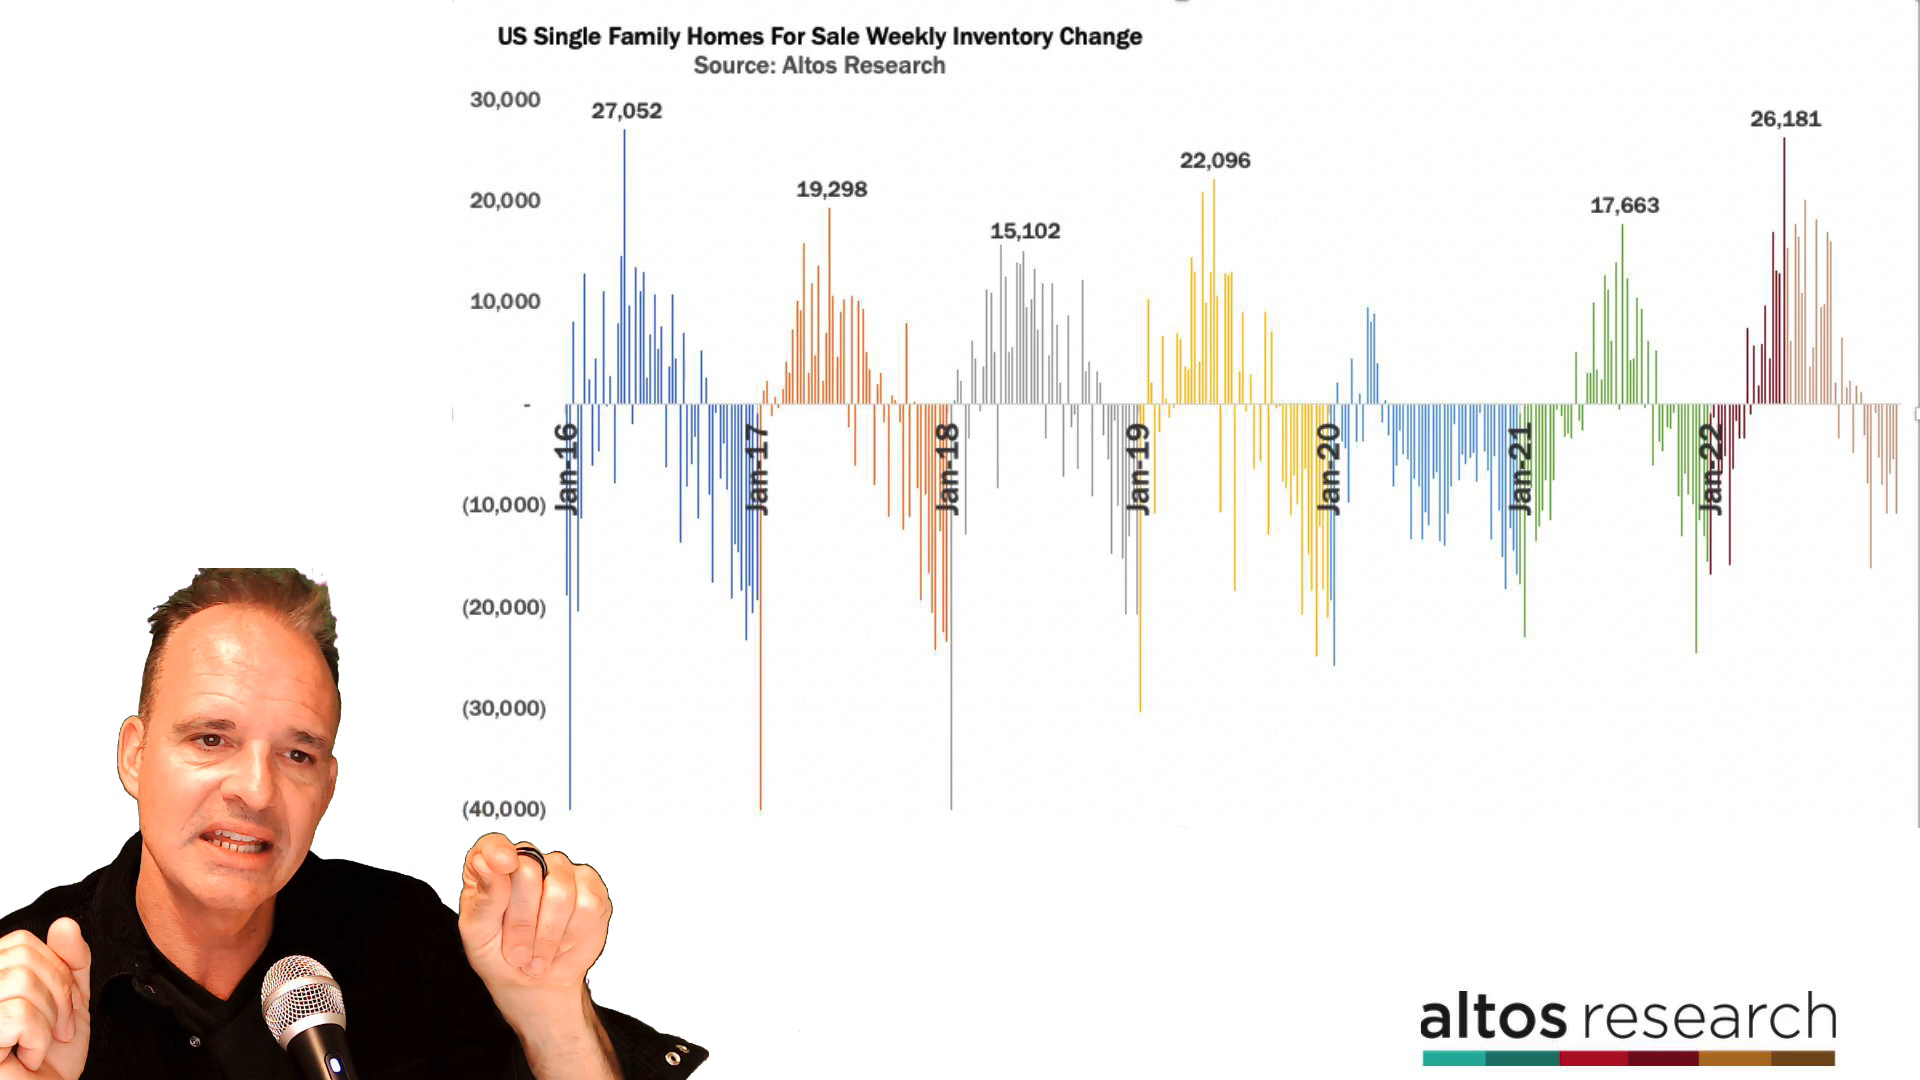 US Single Family Homes For Sale Weekly Inventory Change
Source: Altos Research
30,000
20,000
10,000
-
(10,000)
(20,000)
(30,000)
(40,000)
27,052
19,298
15,102
22,096
17,663
26,181
Jan-16
Jan-17
Jan-18
Jan-19
Jan-20
Jan-21
Jan-22
altos research